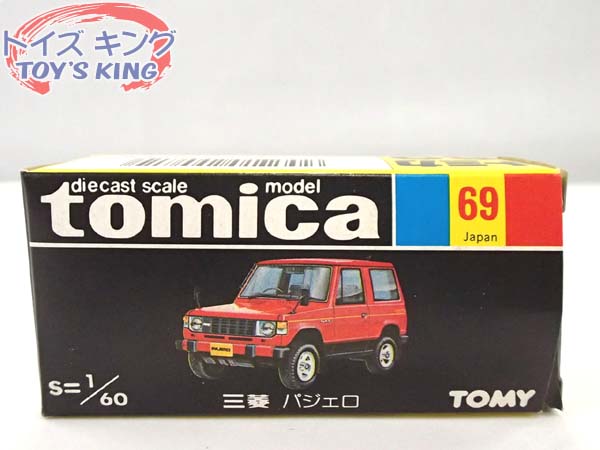 トイズ キング
TOY'S KING
diecast scale model
tomica
69
Japan
PAJERO
S=1/60
三菱 パジェロ
TOMY